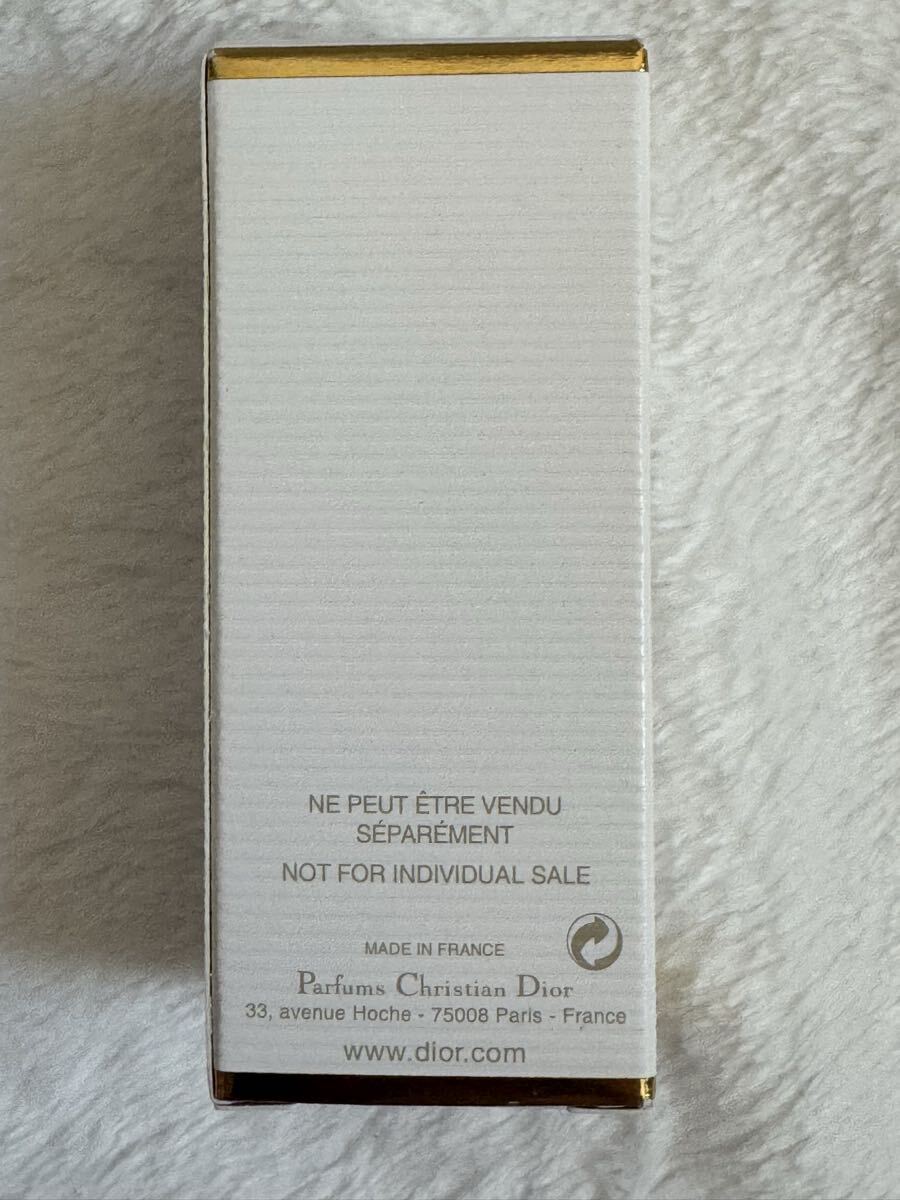 NE PEUT ÊTRE VENDU
SÉPARÉMENT
NOT FOR INDIVIDUAL SALE
MADE IN FRANCE
Parfums Christian Dior
33, avenue Hoche - 75008 Paris - France
www.dior.com